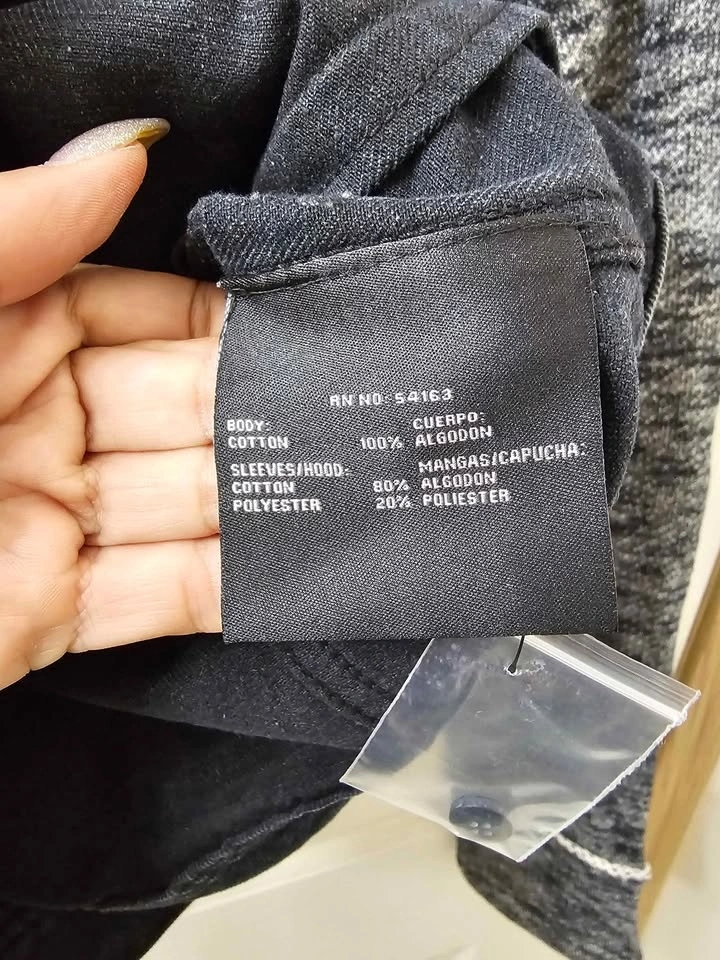 RN NO: 54163
BODY: CUERPO:
COTTON 100% ALGODON
SLEEVES/HOOD: MANGAS/CAPUCHA:
COTTON 80% ALGODON
POLYESTER 20% POLIESTER